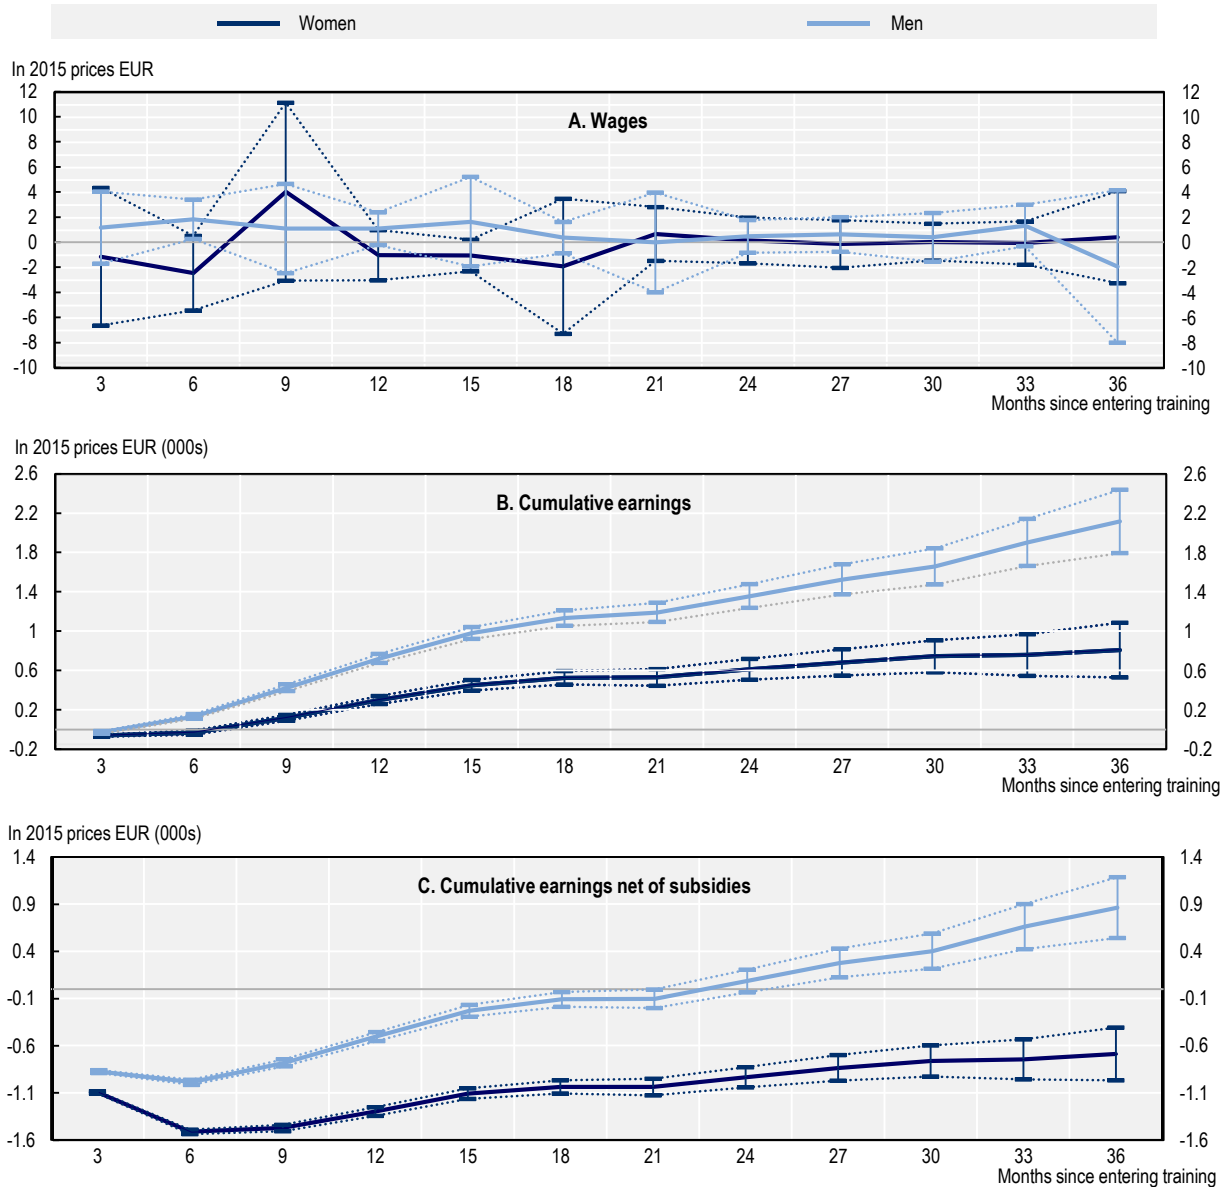 Women Men
In 2015 prices EUR
A. Wages
12 12
10 10
8 8
6 6
4 4
2 2
0 0
-2 -2
-4 -4
-6 -6
-8 -8
-10 -10
3 6 9 12 15 18 21 24 27 30 33 36
Months since entering training
In 2015 prices EUR (000s)
B. Cumulative earnings
2.6 2.6
2.2 2.2
1.8 1.8
1.4 1.4
1 1
0.6 0.6
0.2 0.2
-0.2 -0.2
3 6 9 12 15 18 21 24 27 30 33 36
Months since entering training
In 2015 prices EUR (000s)
C. Cumulative earnings net of subsidies
1.4 1.4
0.9 0.9
0.4 0.4
-0.1 -0.1
-0.6 -0.6
-1.1 -1.1
-1.6 -1.6
3 6 9 12 15 18 21 24 27 30 33 36
Months since entering training